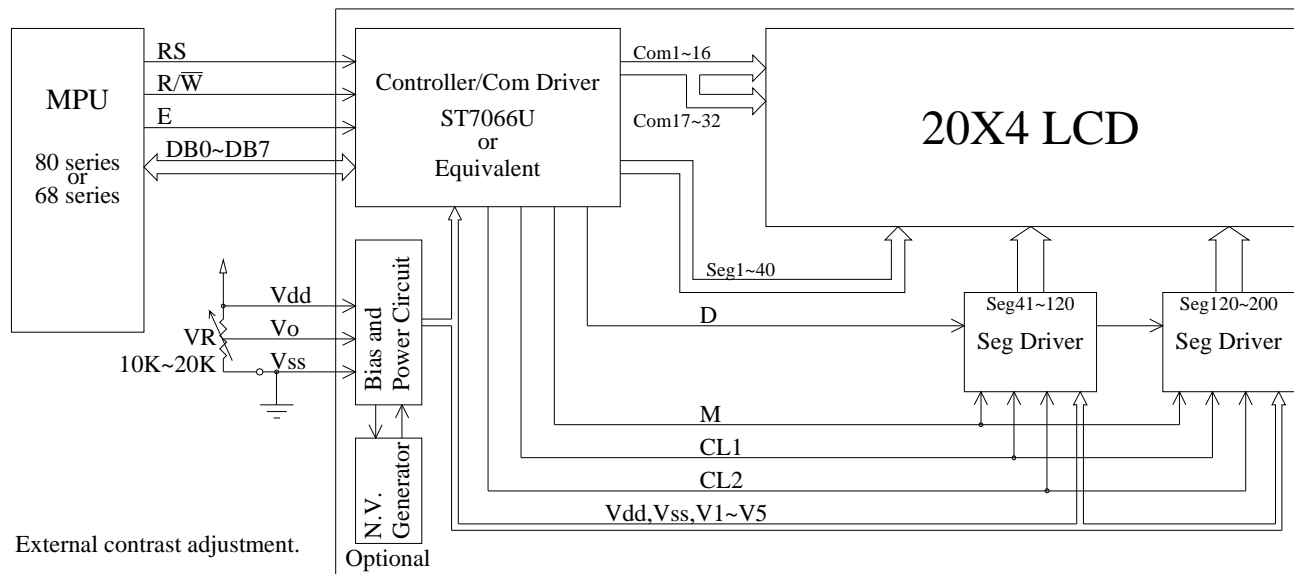 MPU
80 series
or
68 series
RS
R/W̅
E
DB0~DB7
Controller/Com Driver
ST7066U
or
Equivalent
Com1~16
Com17~32
20X4 LCD
Seg1~40
Vdd
Vo
Vss
VR
10K~20K
Bias and
Power Circuit
N.V.
Generator
Optional
D
Seg41~120
Seg Driver
Seg120~200
Seg Driver
M
CL1
CL2
Vdd,Vss,V1~V5
External contrast adjustment.